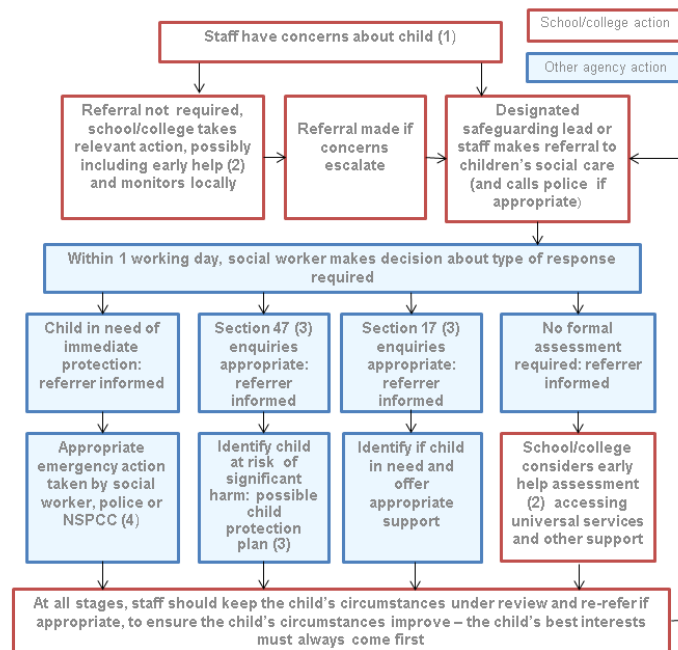 School/college action
Other agency action
Staff have concerns about child (1)
Referral not required,
school/college takes
relevant action, possibly
including early help (2)
and monitors locally
Referral made if
concerns
escalate
Designated
safeguarding lead or
staff makes referral to
children’s social care
(and calls police if
appropriate)
Within 1 working day, social worker makes decision about type of response
required
Child in need of
immediate
protection:
referrer informed
Section 47 (3)
enquiries
appropriate:
referrer
informed
Section 17 (3)
enquiries
appropriate:
referrer
informed
No formal
assessment
required: referrer
informed
Appropriate
emergency action
taken by social
worker, police or
NSPCC (4)
Identify child
at risk of
significant
harm: possible
child
protection
plan (3)
Identify if child
in need and
offer
appropriate
support
School/college
considers early
help assessment
(2) accessing
universal services
and other support
At all stages, staff should keep the child’s circumstances under review and re-refer if
appropriate, to ensure the child’s circumstances improve – the child’s best interests
must always come first